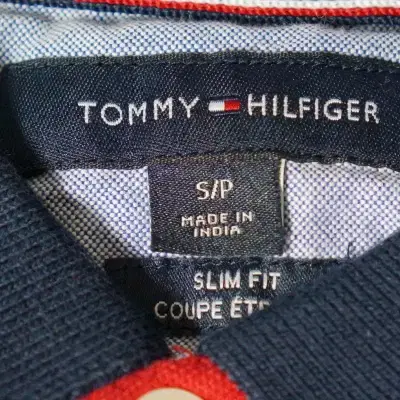 TOMMY HILFIGER
S/P
MADE IN
INDIA
SLIM FIT
COUPE